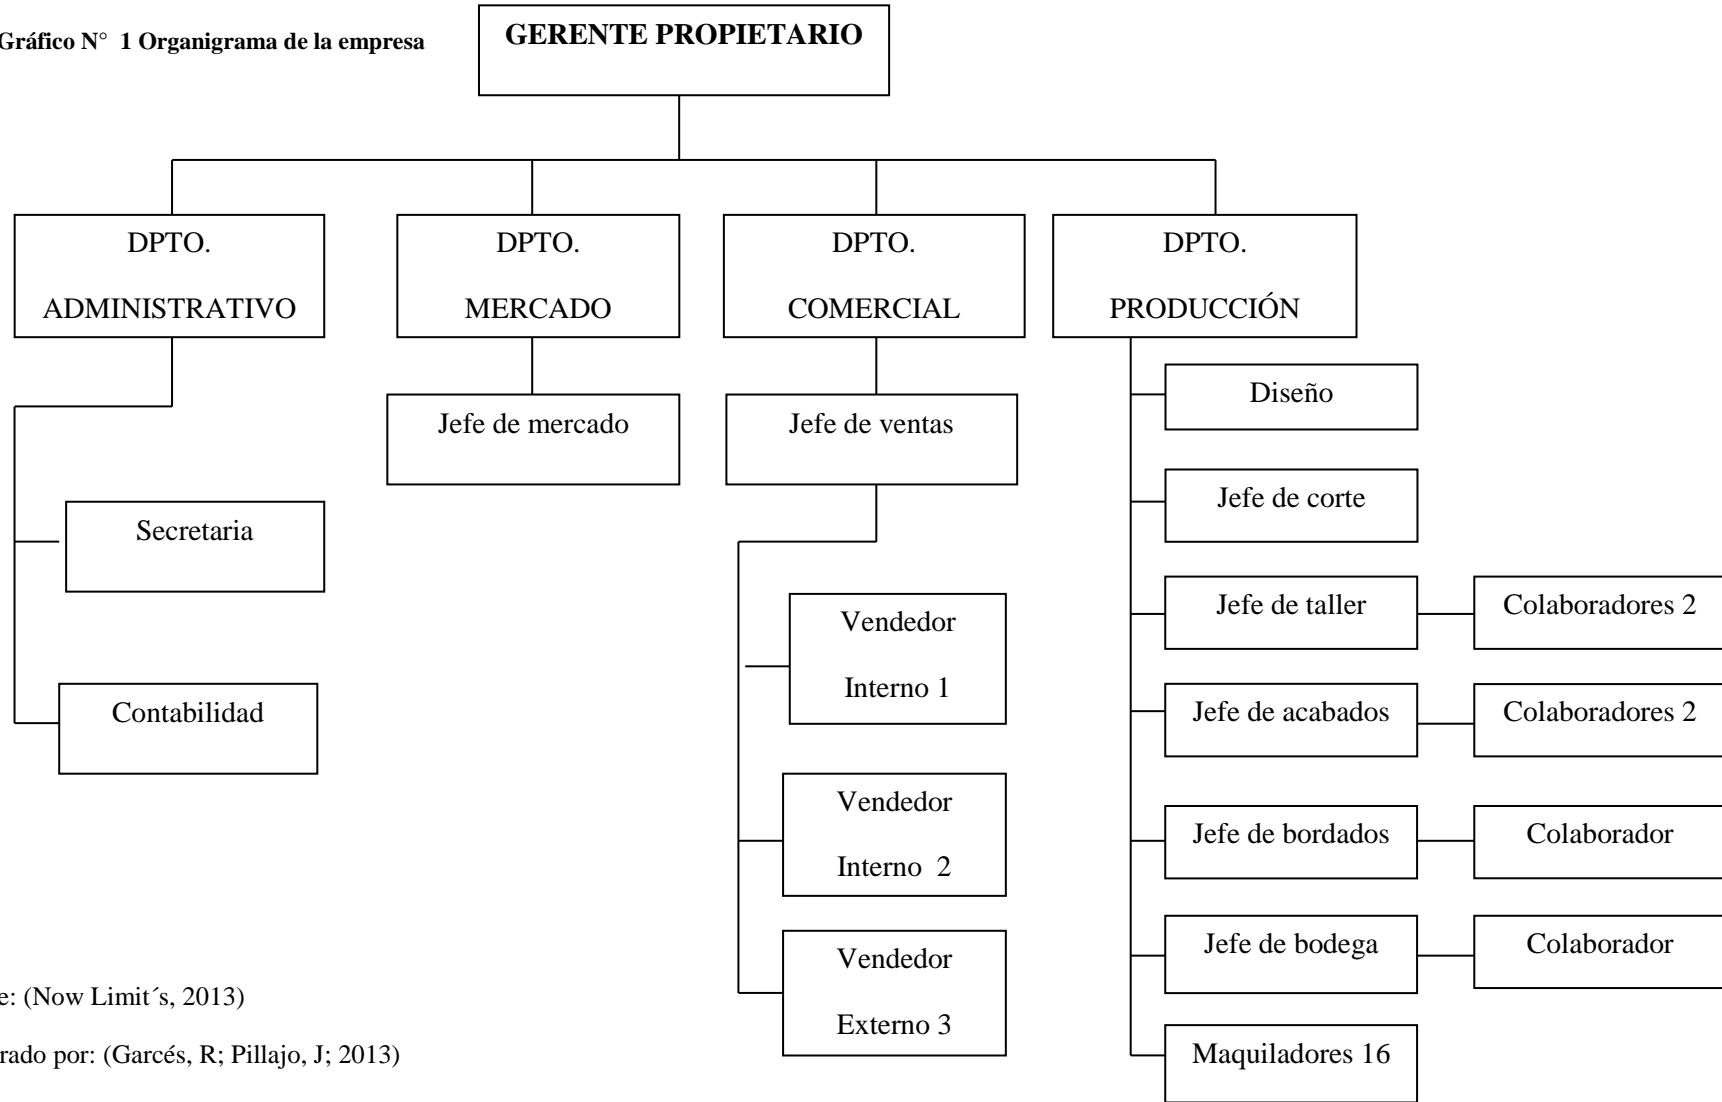 Gráfico N° 1 Organigrama de la empresa
GERENTE PROPIETARIO
DPTO.
ADMINISTRATIVO
DPTO.
MERCADO
DPTO.
COMERCIAL
DPTO.
PRODUCCIÓN
Secretaria
Contabilidad
Jefe de mercado
Jefe de ventas
Vendedor
Interno 1
Vendedor
Interno 2
Vendedor
Externo 3
Diseño
Jefe de corte
Jefe de taller
Colaboradores 2
Jefe de acabados
Colaboradores 2
Jefe de bordados
Colaborador
Jefe de bodega
Colaborador
Maquiladores 16
e: (Now Limit´s, 2013)
rado por: (Garcés, R; Pillajo, J; 2013)